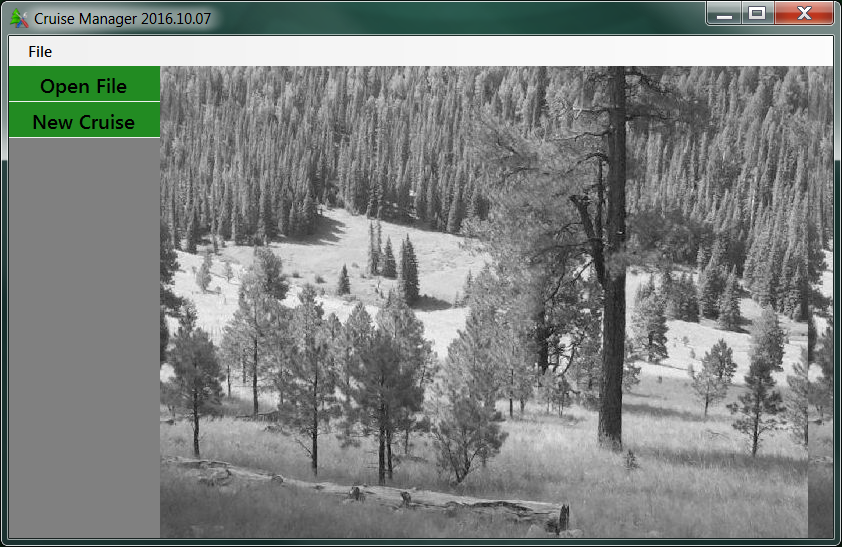 Cruise Manager 2016.10.07
File
Open File
New Cruise